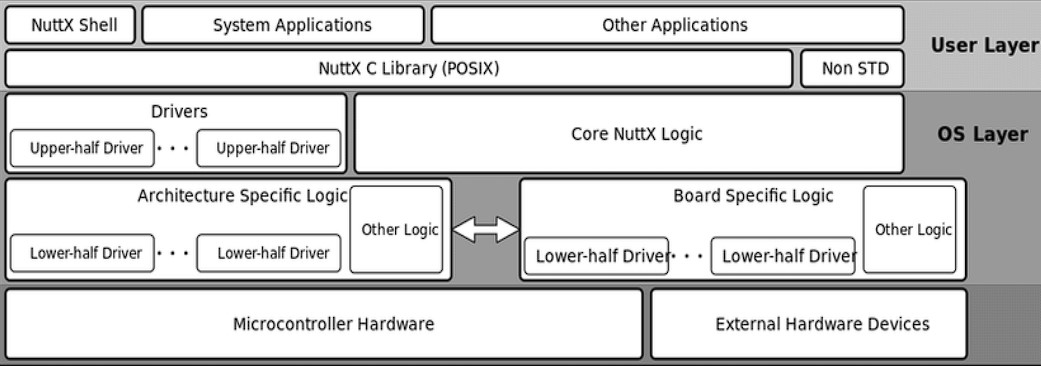 NuttX Shell
System Applications
Other Applications
User Layer
NuttX C Library (POSIX)
Non STD
Drivers
Upper-half Driver . . . Upper-half Driver
Core NuttX Logic
OS Layer
Architecture Specific Logic
Lower-half Driver . . . Lower-half Driver
Other Logic
Board Specific Logic
Lower-half Driver . . . Lower-half Driver
Other Logic
Microcontroller Hardware
External Hardware Devices